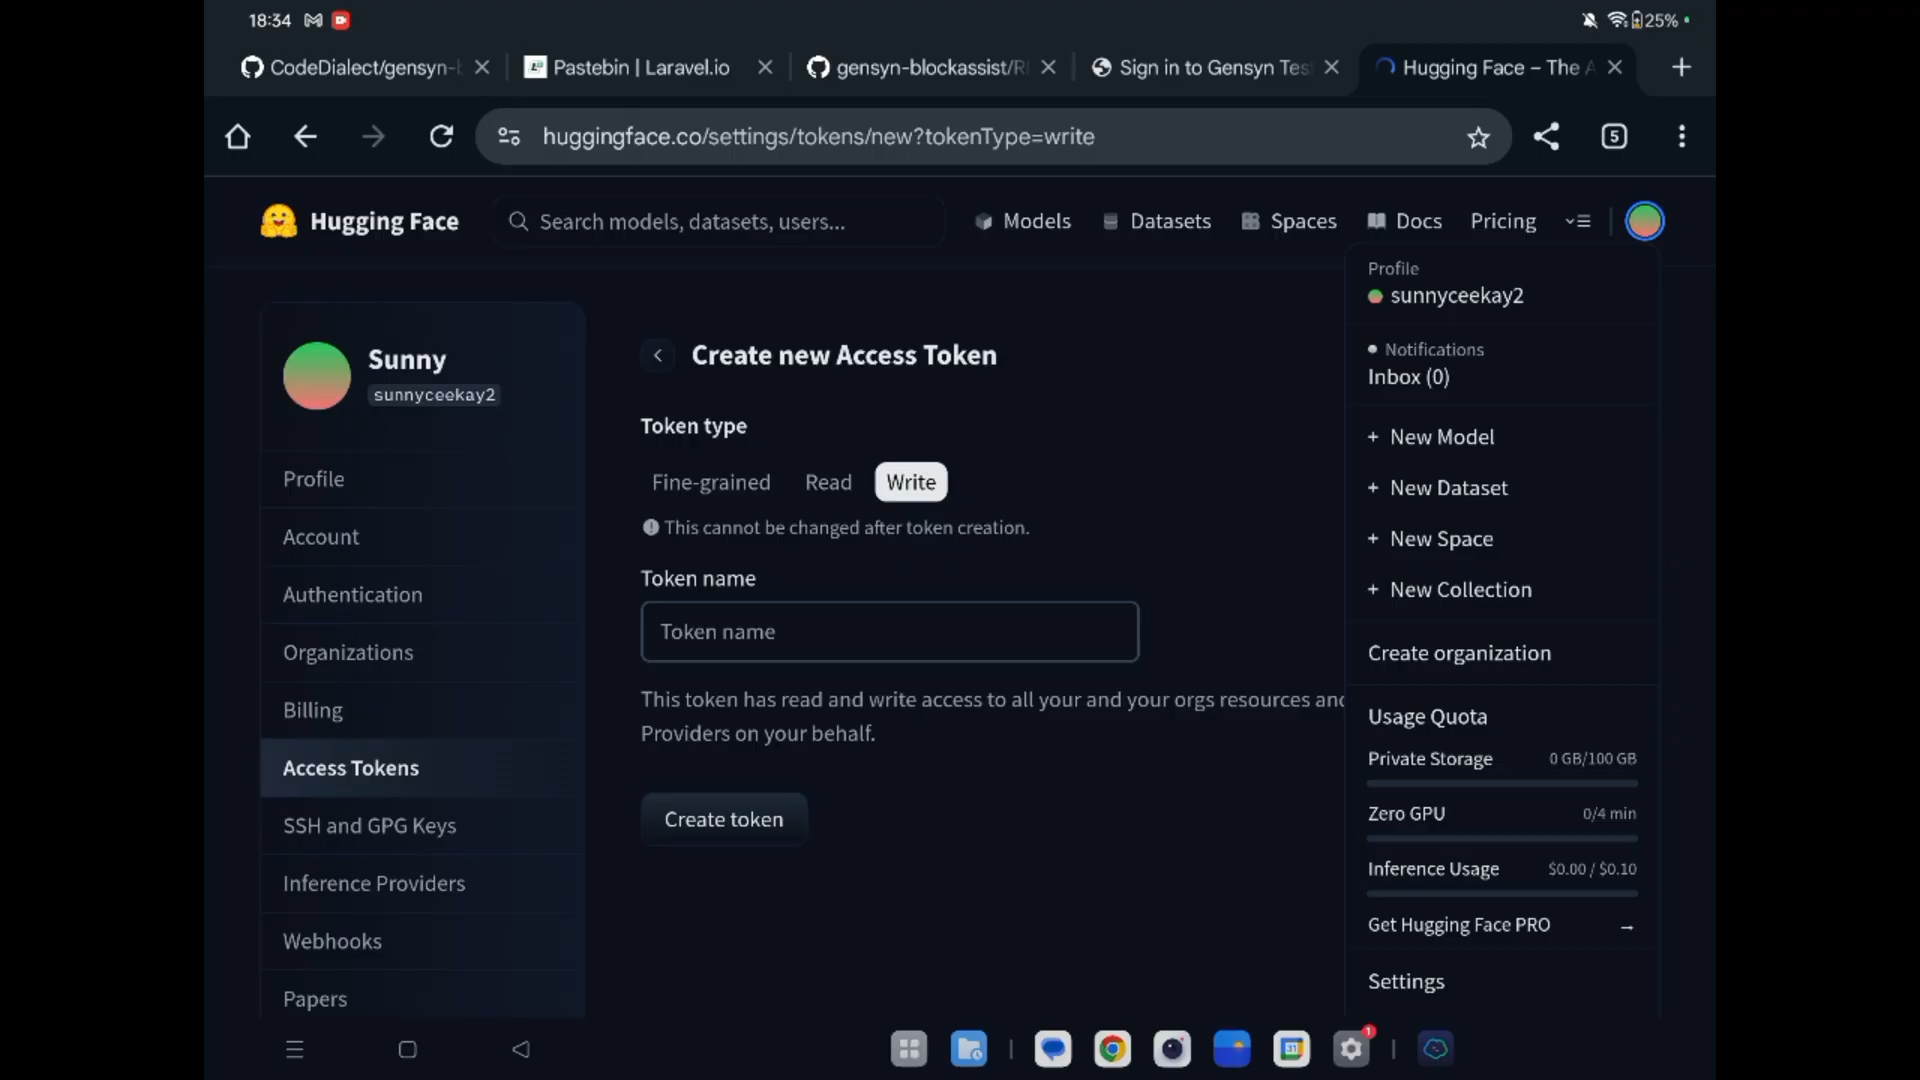 18:34
25%
CodeDialect/gensyn-b
Pastebin | Laravel.io
gensyn-blockassist/RE
Sign in to Gensyn Tes
Hugging Face – The A
huggingface.co/settings/tokens/new?tokenType=write
5
Hugging Face
Search models, datasets, users...
Models
Datasets
Spaces
Docs
Pricing
Profile
sunnyceekay2
Notifications
Inbox (0)
+ New Model
+ New Dataset
+ New Space
+ New Collection
Create organization
Usage Quota
Private Storage 0 GB/100 GB
Zero GPU 0/4 min
Inference Usage $0.00 / $0.10
Get Hugging Face PRO →
Settings
Sunny
sunnyceekay2
Profile
Account
Authentication
Organizations
Billing
Access Tokens
SSH and GPG Keys
Inference Providers
Webhooks
Papers
Create new Access Token
Token type
Fine-grained
Read
Write
This cannot be changed after token creation.
Token name
Token name
This token has read and write access to all your and your orgs resources and
Providers on your behalf.
Create token
31
1